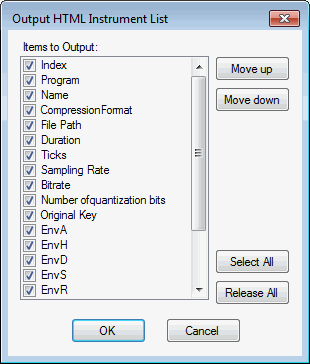 Output HTML Instrument List
Items to Output:
Index
Program
Name
CompressionFormat
File Path
Duration
Ticks
Sampling Rate
Bitrate
Number ofquantization bits
Original Key
EnvA
EnvH
EnvD
EnvS
EnvR
Move up
Move down
Select All
Release All
OK
Cancel